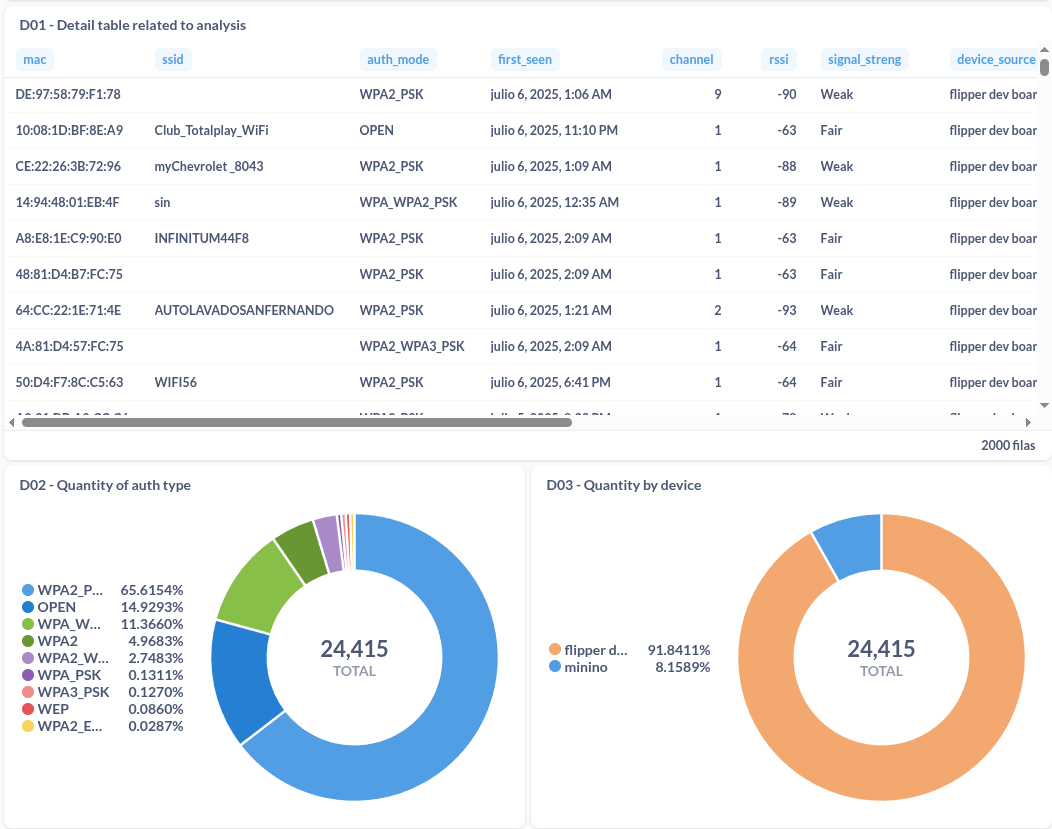 D01 - Detail table related to analysis
mac ssid auth_mode first_seen channel rssi signal_streng device_source
DE:97:58:79:F1:78 WPA2_PSK julio 6, 2025, 1:06 AM 9 -90 Weak flipper dev boar
10:08:1D:BF:8E:A9 Club_Totalplay_WiFi OPEN julio 6, 2025, 11:10 PM 1 -63 Fair flipper dev boar
CE:22:26:3B:72:96 myChevrolet_8043 WPA2_PSK julio 6, 2025, 1:09 AM 1 -88 Weak flipper dev boar
14:94:48:01:EB:4F sin WPA_WPA2_PSK julio 6, 2025, 12:35 AM 1 -89 Weak flipper dev boar
A8:E8:1E:C9:90:E0 INFINITUM44F8 WPA2_PSK julio 6, 2025, 2:09 AM 1 -63 Fair flipper dev boar
48:81:D4:B7:FC:75 WPA2_PSK julio 6, 2025, 2:09 AM 1 -63 Fair flipper dev boar
64:CC:22:1E:71:4E AUTOLAVADOSANFERNANDO WPA2_PSK julio 6, 2025, 1:21 AM 2 -93 Weak flipper dev boar
4A:81:D4:57:FC:75 WPA2_WPA3_PSK julio 6, 2025, 2:09 AM 1 -64 Fair flipper dev boar
50:D4:F7:8C:C5:63 WIFI56 WPA2_PSK julio 6, 2025, 6:41 PM 1 -64 Fair flipper dev boar
2000 filas
D02 - Quantity of auth type
WPA2_P... 65.6154%
OPEN 14.9293%
WPA_W... 11.3660%
WPA2 4.9683%
WPA2_W... 2.7483%
WPA_PSK 0.1311%
WPA3_PSK 0.1270%
WEP 0.0860%
WPA2_E... 0.0287%
24,415
TOTAL
D03 - Quantity by device
flipper d... 91.8411%
minino 8.1589%
24,415
TOTAL